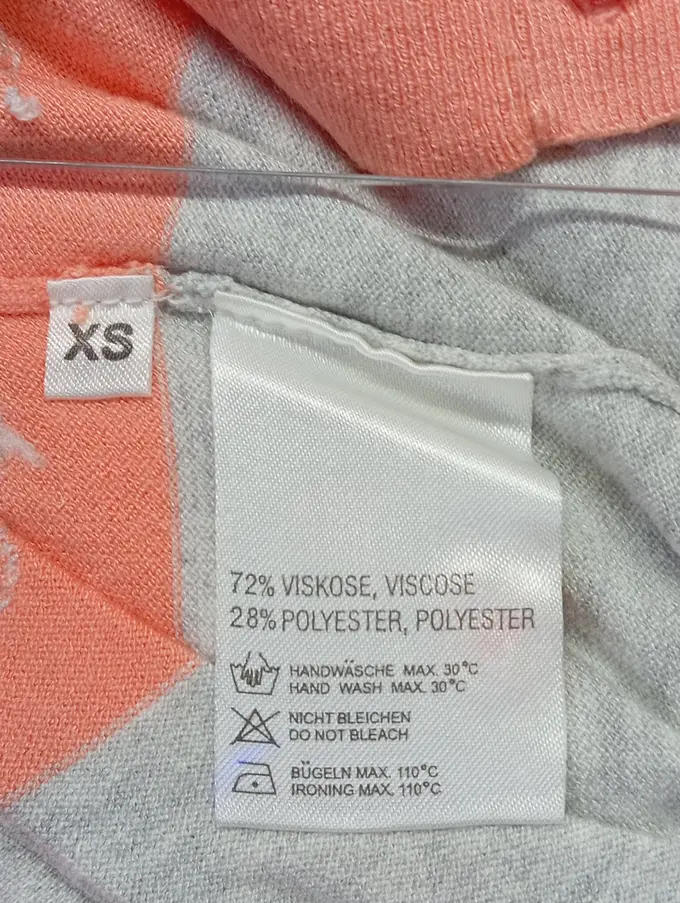 XS
72% VISKOSE, VISCOSE
28% POLYESTER, POLYESTER
HANDWÄSCHE MAX. 30°C
HAND WASH MAX. 30°C
NICHT BLEICHEN
DO NOT BLEACH
BÜGELN MAX. 110°C
IRONING MAX. 110°C